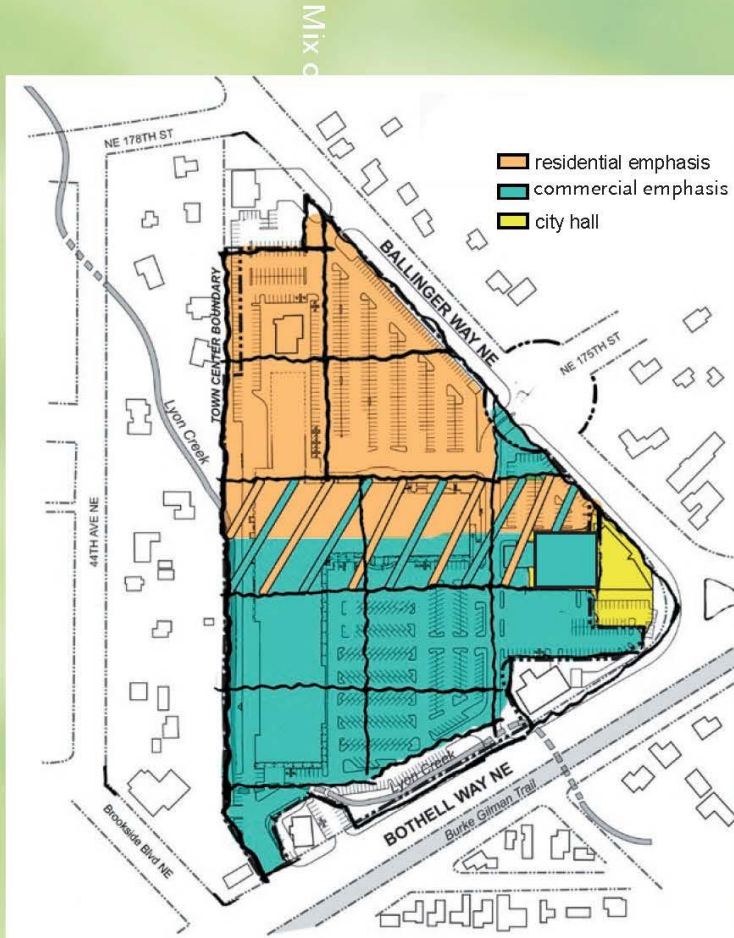 Mix
NE 178TH ST
residential emphasis
commercial emphasis
city hall
BALLINGER WAY NE
NE 175TH ST
TOWN CENTER BOUNDARY
Lyon Creek
44TH AVE NE
Lyon Creek
BOTHELL WAY NE
Burke Gilman Trail
Brookside Blvd NE